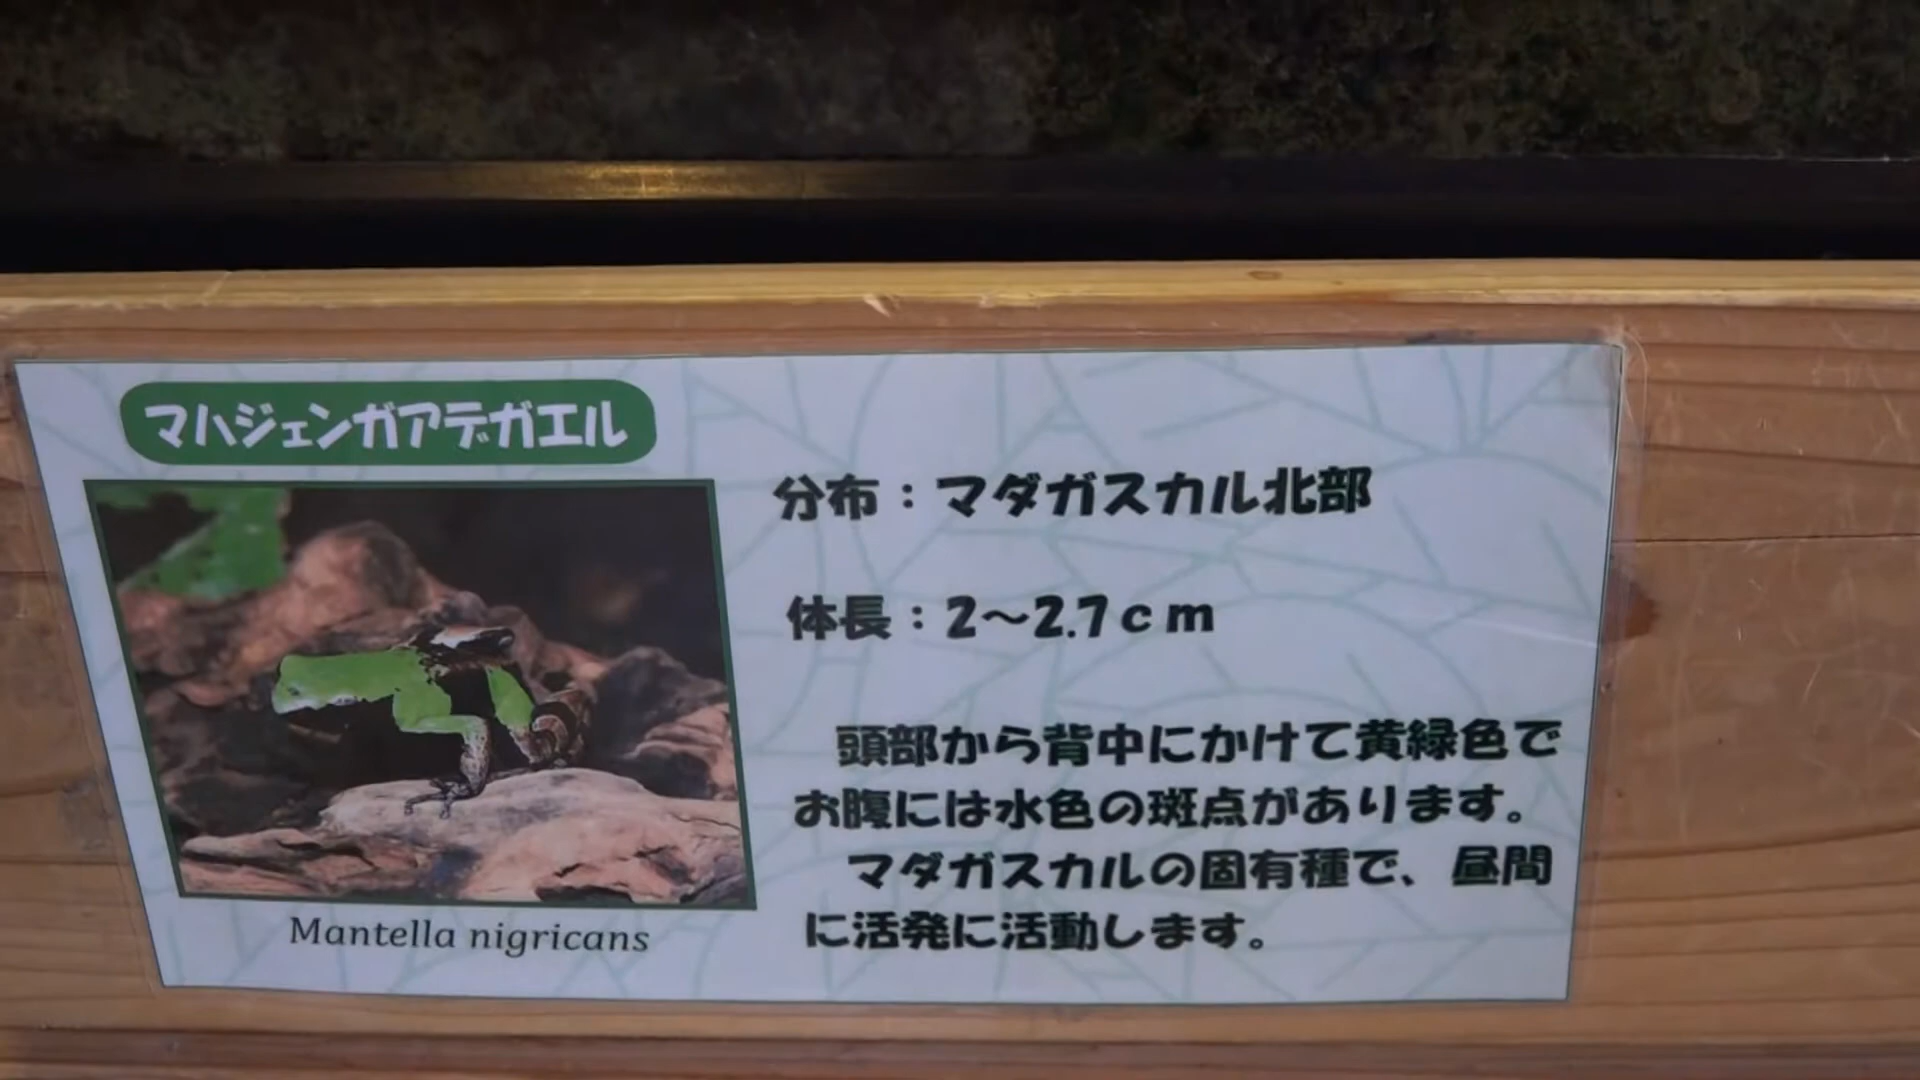 マハジェンガアデガエル
分布：マダガスカル北部
体長：2～2.7cm
頭部から背中にかけて黄緑色で
お腹には水色の斑点があります。
マダガスカルの固有種で、昼間
に活発に活動します。
Mantella nigricans